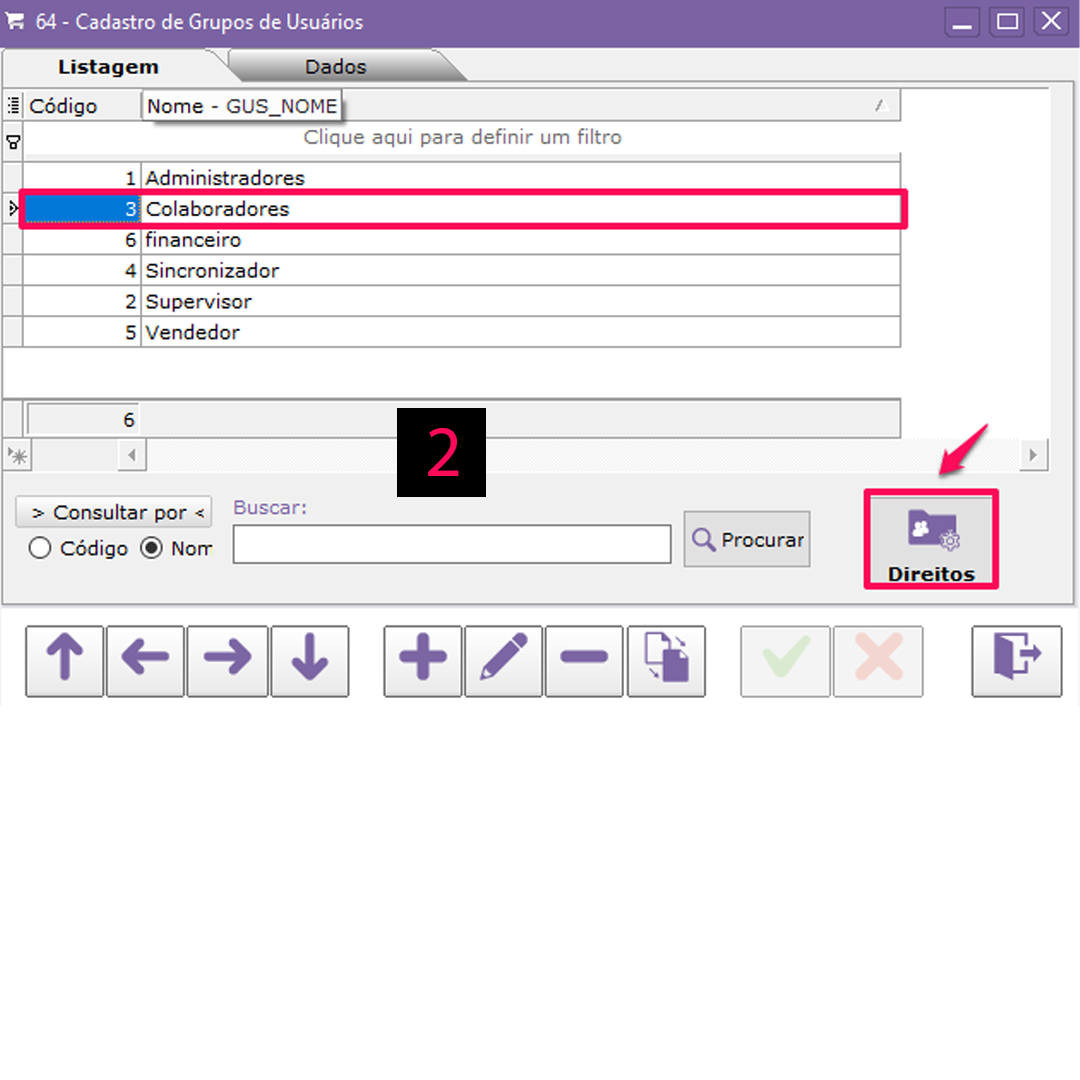 64 - Cadastro de Grupos de Usuários
Listagem Dados
Código Nome - GUS_NOME
Clique aqui para definir um filtro
1 Administradores
3 Colaboradores
6 financeiro
4 Sincronizador
2 Supervisor
5 Vendedor
6
2
> Consultar por < Buscar:
Código Nom Procurar
Direitos